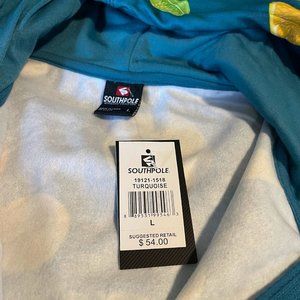 SOUTHPOLE
L
SOUTHPOLE
19121-1518
TURQUOISE
L
SUGGESTED RETAIL
$ 54.00